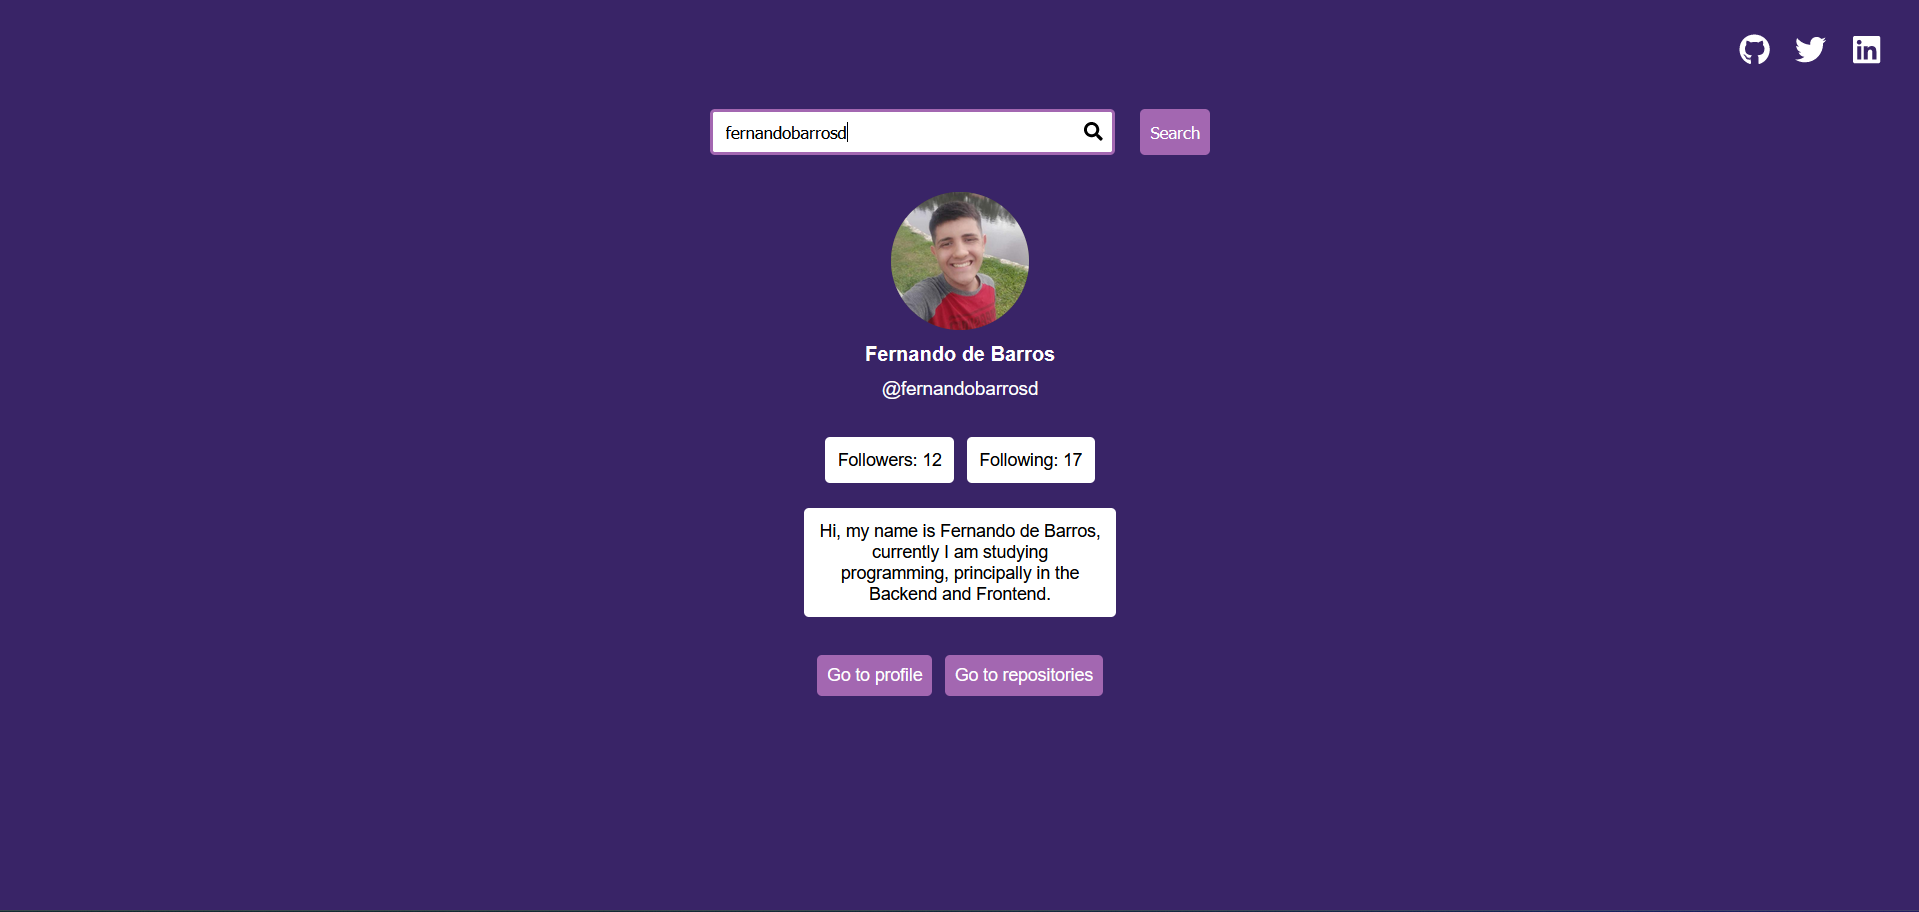 fernandobarrosd
Search
Fernando de Barros
@fernandobarrosd
Followers: 12
Following: 17
Hi, my name is Fernando de Barros,
currently I am studying
programming, principally in the
Backend and Frontend.
Go to profile
Go to repositories